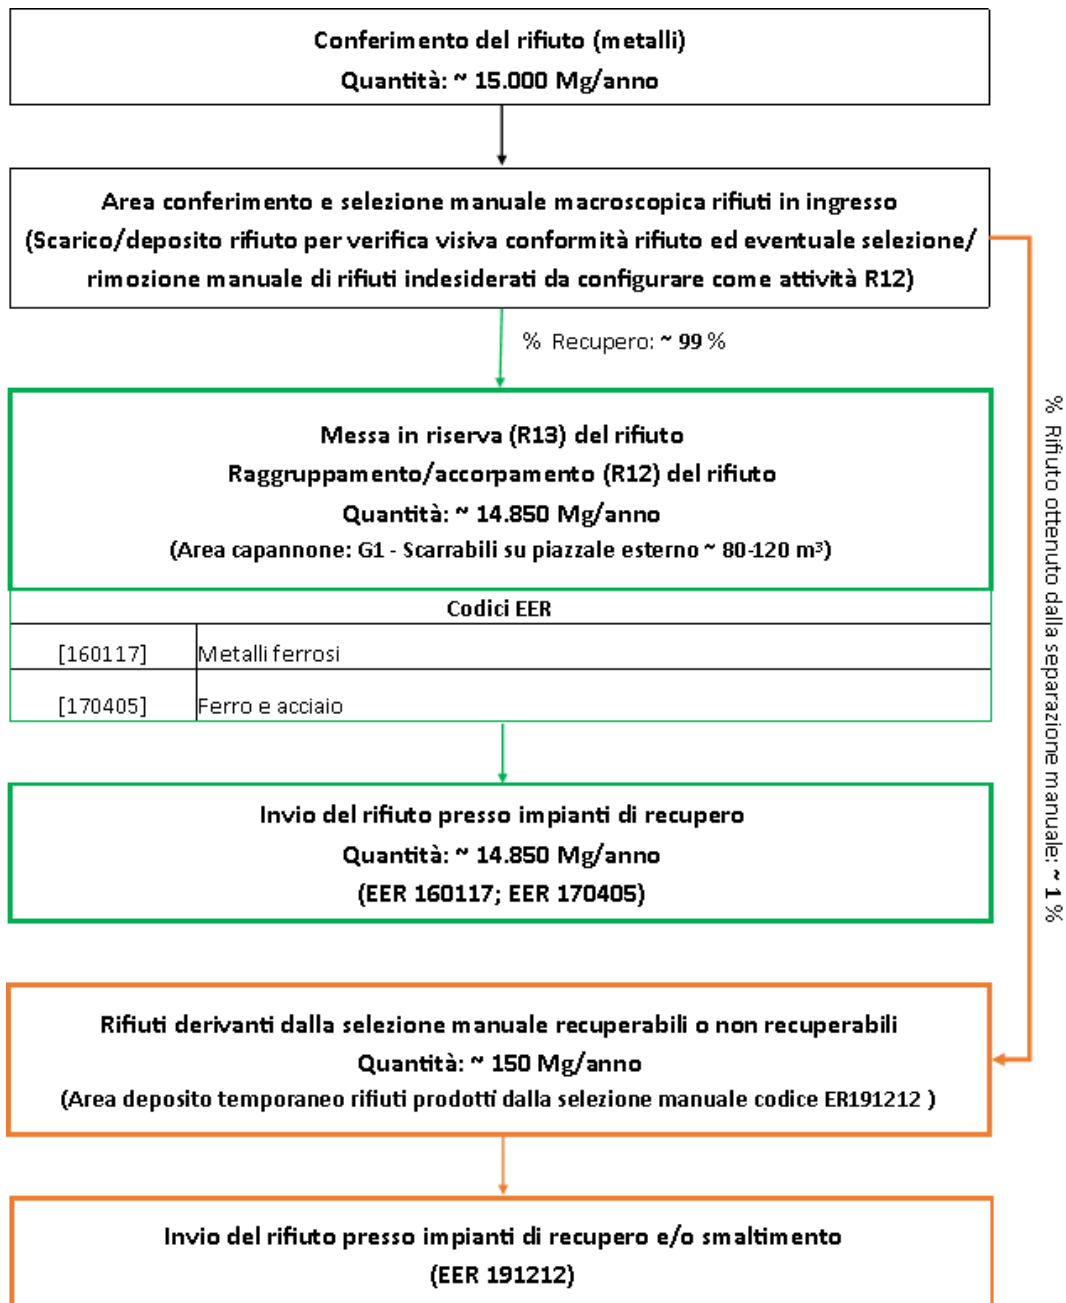 Conferimento del rifiuto (metalli)
Quantità: ~ 15.000 Mg/anno
Area conferimento e selezione manuale macroscopica rifiuti in ingresso
(Scarico/deposito rifiuto per verifica visiva conformità rifiuto ed eventuale selezione/
rimozione manuale di rifiuti indesiderati da configurare come attività R12)
% Recupero: ~ 99 %
Messa in riserva (R13) del rifiuto
Raggruppamento/accorpamento (R12) del rifiuto
Quantità: ~ 14.850 Mg/anno
(Area capannone: G1 - Scarrabili su piazzale esterno ~ 80-120 m³)
Codici EER
[160117] Metalli ferrosi
[170405] Ferro e acciaio
Invio del rifiuto presso impianti di recupero
Quantità: ~ 14.850 Mg/anno
(EER 160117; EER 170405)
% Rifiuto ottenuto dalla separazione manuale: ~ 1 %
Rifiuti derivanti dalla selezione manuale recuperabili o non recuperabili
Quantità: ~ 150 Mg/anno
(Area deposito temporaneo rifiuti prodotti dalla selezione manuale codice ER191212 )
Invio del rifiuto presso impianti di recupero e/o smaltimento
(EER 191212)